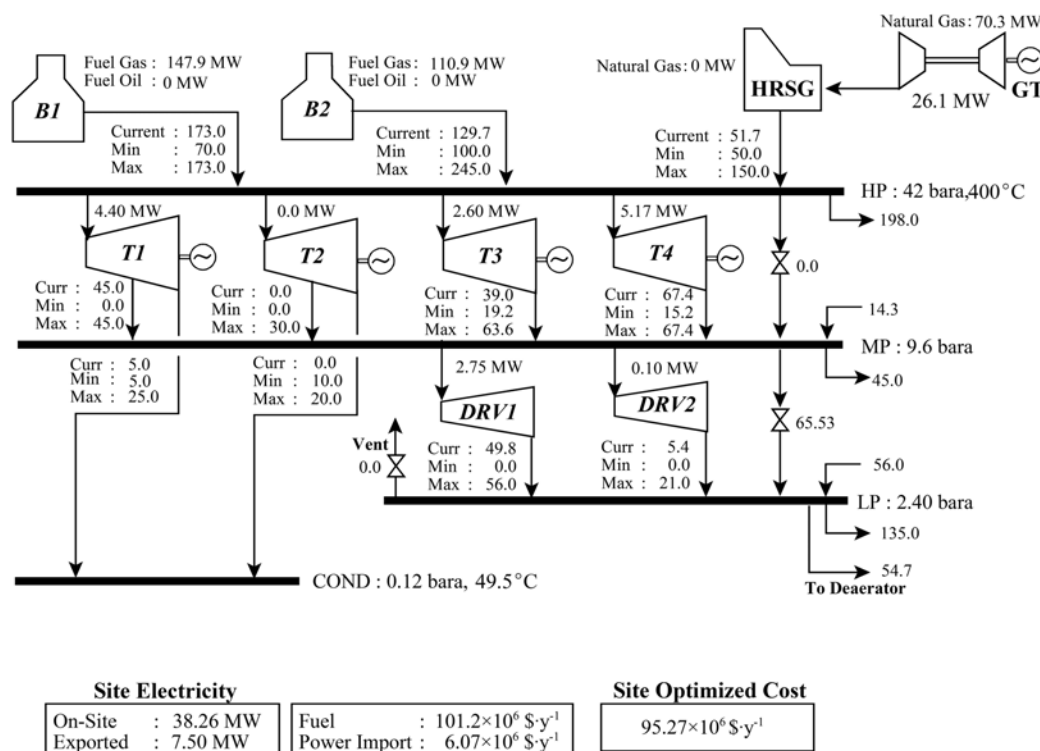 Natural Gas: 70.3 MW
Fuel Gas : 147.9 MW
Fuel Oil : 0 MW
B1
Fuel Gas : 110.9 MW
Fuel Oil : 0 MW
B2
Natural Gas: 0 MW
HRSG
26.1 MW
GT
Current : 173.0
Min : 70.0
Max : 173.0
Current : 129.7
Min : 100.0
Max : 245.0
Current : 51.7
Min : 50.0
Max : 150.0
HP : 42 bara,400°C
198.0
4.40 MW
0.0 MW
2.60 MW
5.17 MW
T1
T2
T3
T4
0.0
Curr : 45.0
Min : 0.0
Max : 45.0
Curr : 0.0
Min : 0.0
Max : 30.0
Curr : 39.0
Min : 19.2
Max : 63.6
Curr : 67.4
Min : 15.2
Max : 67.4
14.3
MP : 9.6 bara
45.0
Curr : 5.0
Min : 5.0
Max : 25.0
Curr : 0.0
Min : 10.0
Max : 20.0
2.75 MW
0.10 MW
DRV1
DRV2
65.53
Vent
0.0
Curr : 49.8
Min : 0.0
Max : 56.0
Curr : 5.4
Min : 0.0
Max : 21.0
56.0
LP : 2.40 bara
135.0
54.7
To Deaerator
COND : 0.12 bara, 49.5°C
Site Electricity
On-Site : 38.26 MW
Exported : 7.50 MW
Fuel : 101.2×10⁶ $·y⁻¹
Power Import : 6.07×10⁶ $·y⁻¹
Site Optimized Cost
95.27×10⁶ $·y⁻¹